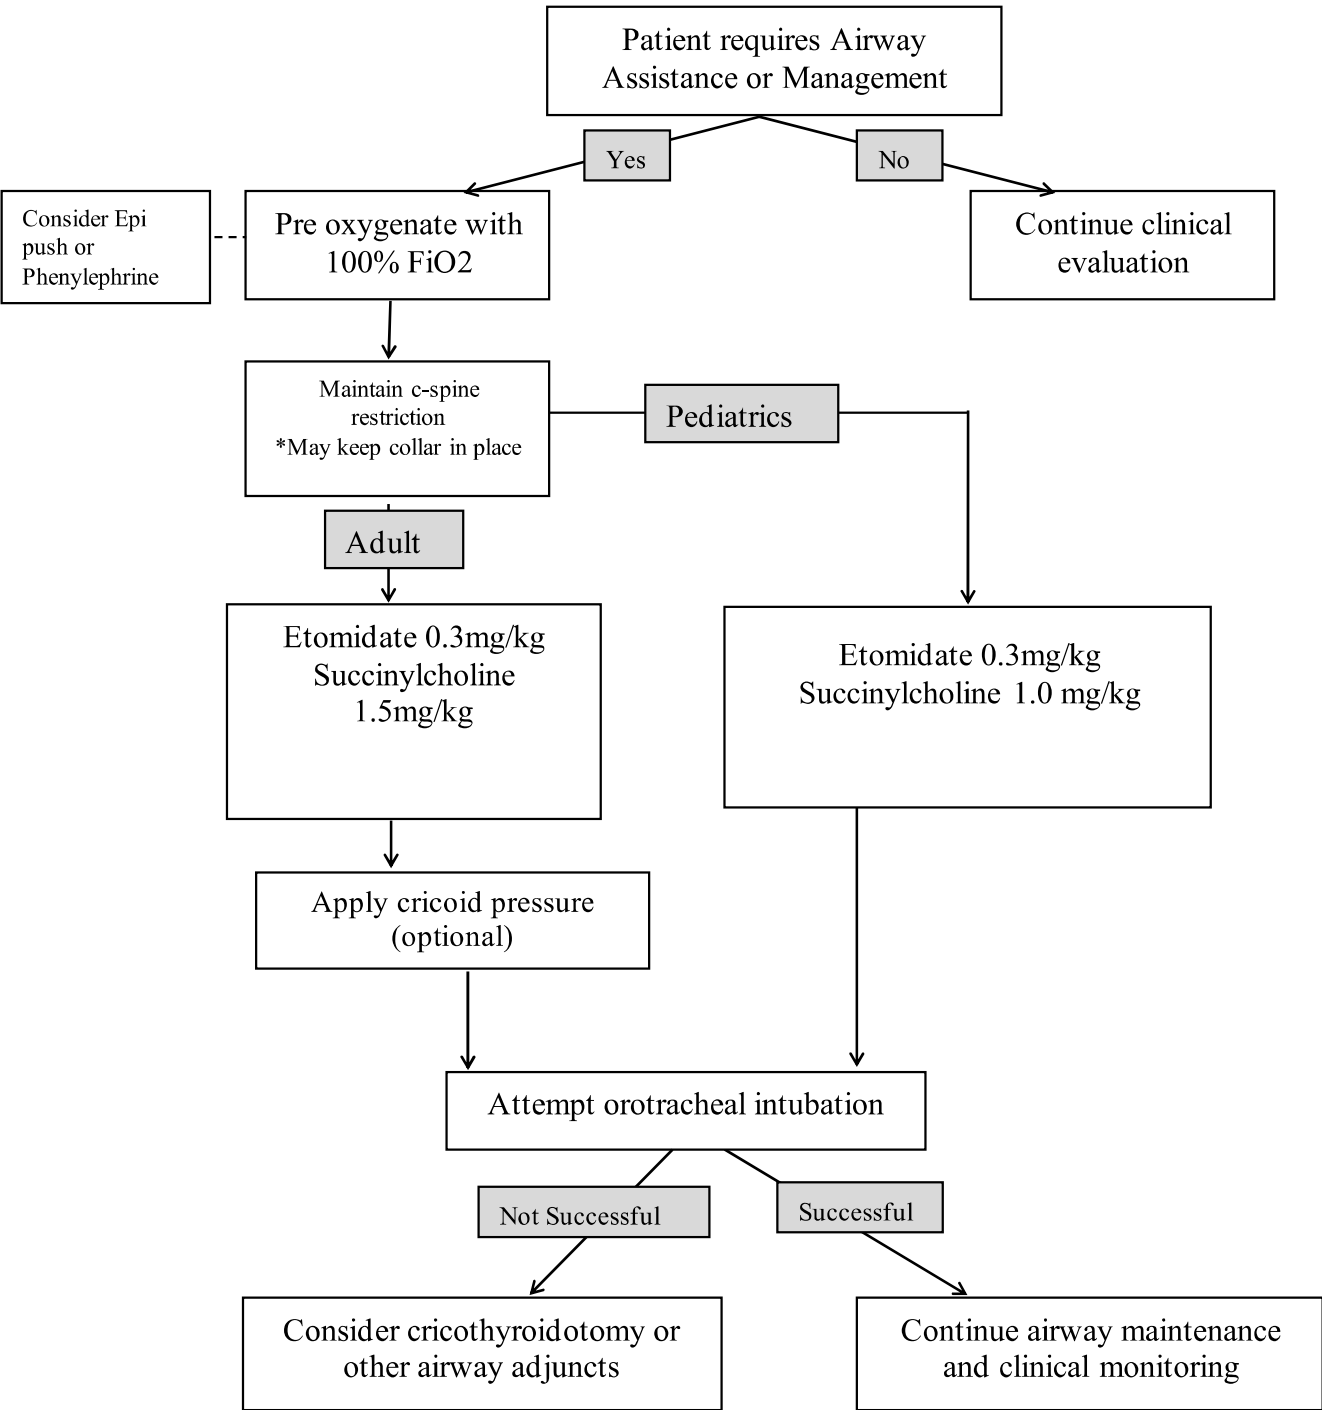 Patient requires Airway
Assistance or Management
Yes
No
Consider Epi
push or
Phenylephrine
Pre oxygenate with
100% FiO2
Continue clinical
evaluation
Maintain c-spine
restriction
*May keep collar in place
Pediatrics
Adult
Etomidate 0.3mg/kg
Succinylcholine
1.5mg/kg
Etomidate 0.3mg/kg
Succinylcholine 1.0 mg/kg
Apply cricoid pressure
(optional)
Attempt orotracheal intubation
Not Successful
Successful
Consider cricothyroidotomy or
other airway adjuncts
Continue airway maintenance
and clinical monitoring